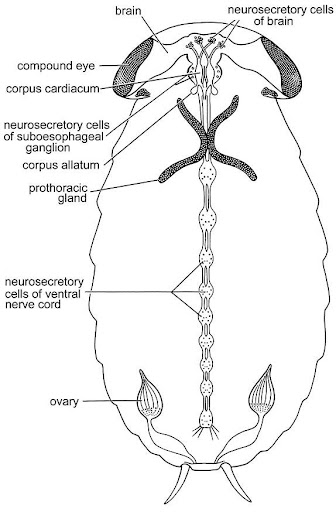 brain
neurosecretory cells
of brain
compound eye
corpus cardiacum
neurosecretory cells
of suboesophageal
ganglion
corpus allatum
prothoracic
gland
neurosecretory
cells of ventral
nerve cord
ovary